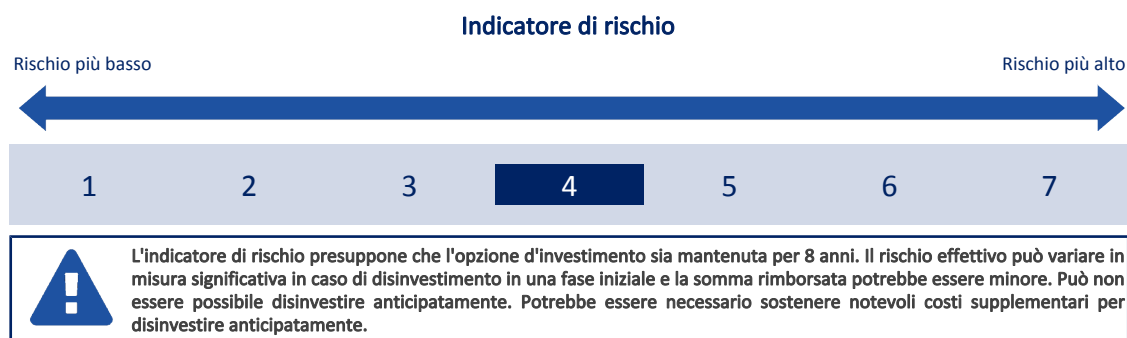 Indicatore di rischio
Rischio più basso
Rischio più alto
1 2 3 4 5 6 7
L'indicatore di rischio presuppone che l'opzione d'investimento sia mantenuta per 8 anni. Il rischio effettivo può variare in
misura significativa in caso di disinvestimento in una fase iniziale e la somma rimborsata potrebbe essere minore. Può non
essere possibile disinvestire anticipatamente. Potrebbe essere necessario sostenere notevoli costi supplementari per
disinvestire anticipatamente.